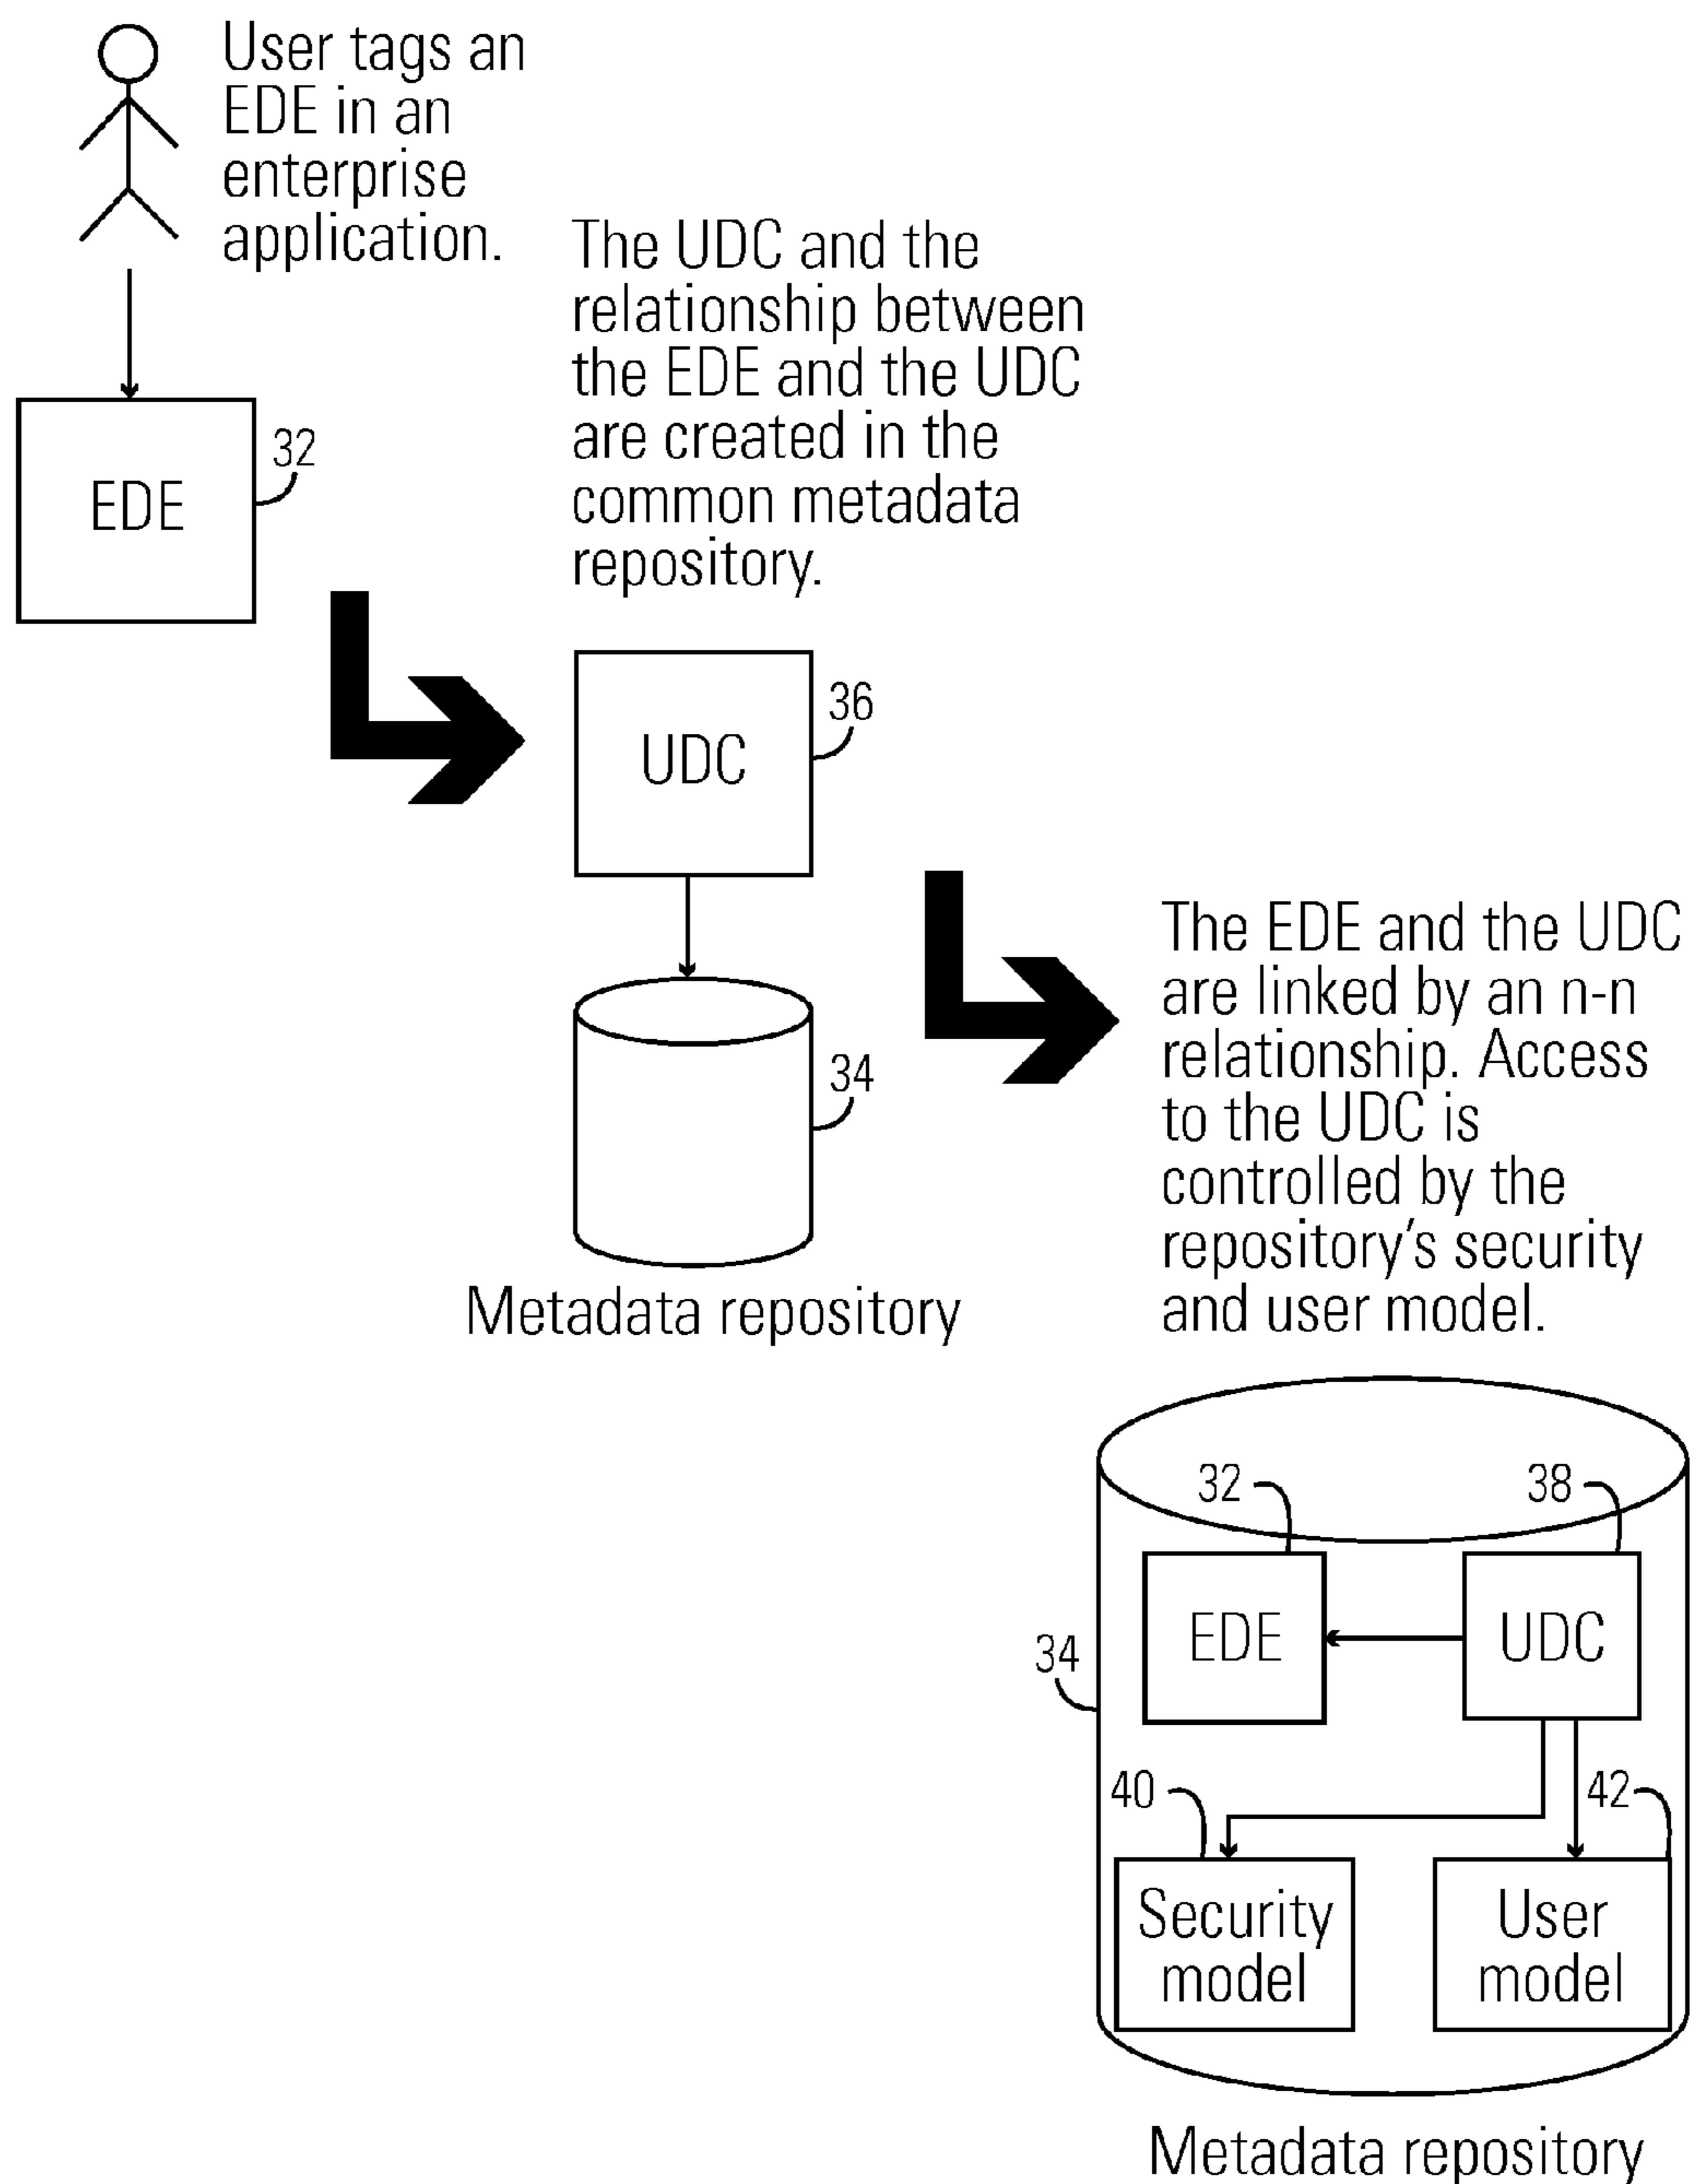 User tags an
EDE in an
enterprise
application.
32
EDE
The UDC and the
relationship between
the EDE and the UDC
are created in the
common metadata
repository.
36
UDC
34
Metadata repository
The EDE and the UDC
are linked by an n-n
relationship. Access
to the UDC is
controlled by the
repository's security
and user model.
32
38
EDE
UDC
34
40
42
Security
model
User
model
Metadata repository